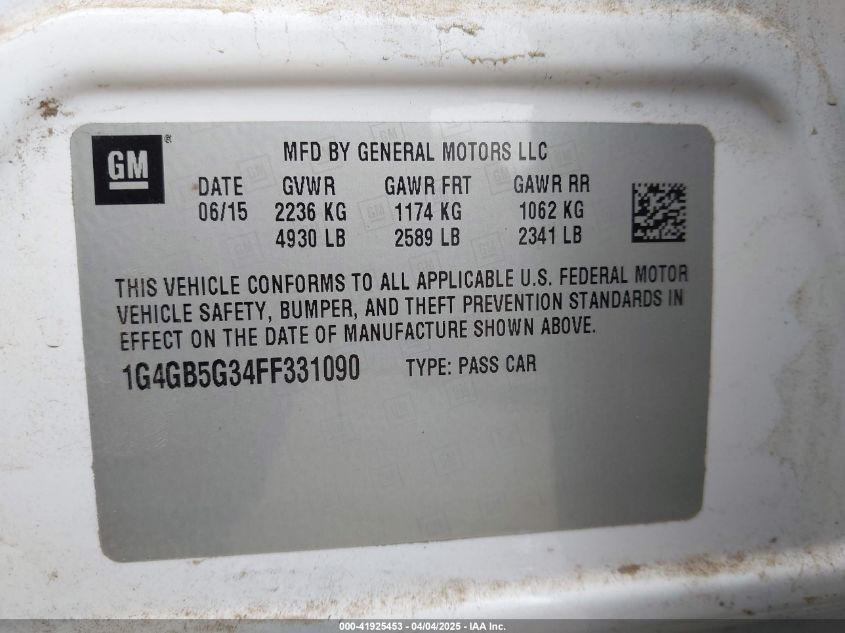 GM ®
MFD BY GENERAL MOTORS LLC
DATE GVWR GAWR FRT GAWR RR
06/15 2236 KG 1174 KG 1062 KG
4930 LB 2589 LB 2341 LB
THIS VEHICLE CONFORMS TO ALL APPLICABLE U.S. FEDERAL MOTOR
VEHICLE SAFETY, BUMPER, AND THEFT PREVENTION STANDARDS IN
EFFECT ON THE DATE OF MANUFACTURE SHOWN ABOVE.
1G4GB5G34FF331090 TYPE: PASS CAR
000-41925453 - 04/04/2025 - IAA Inc.